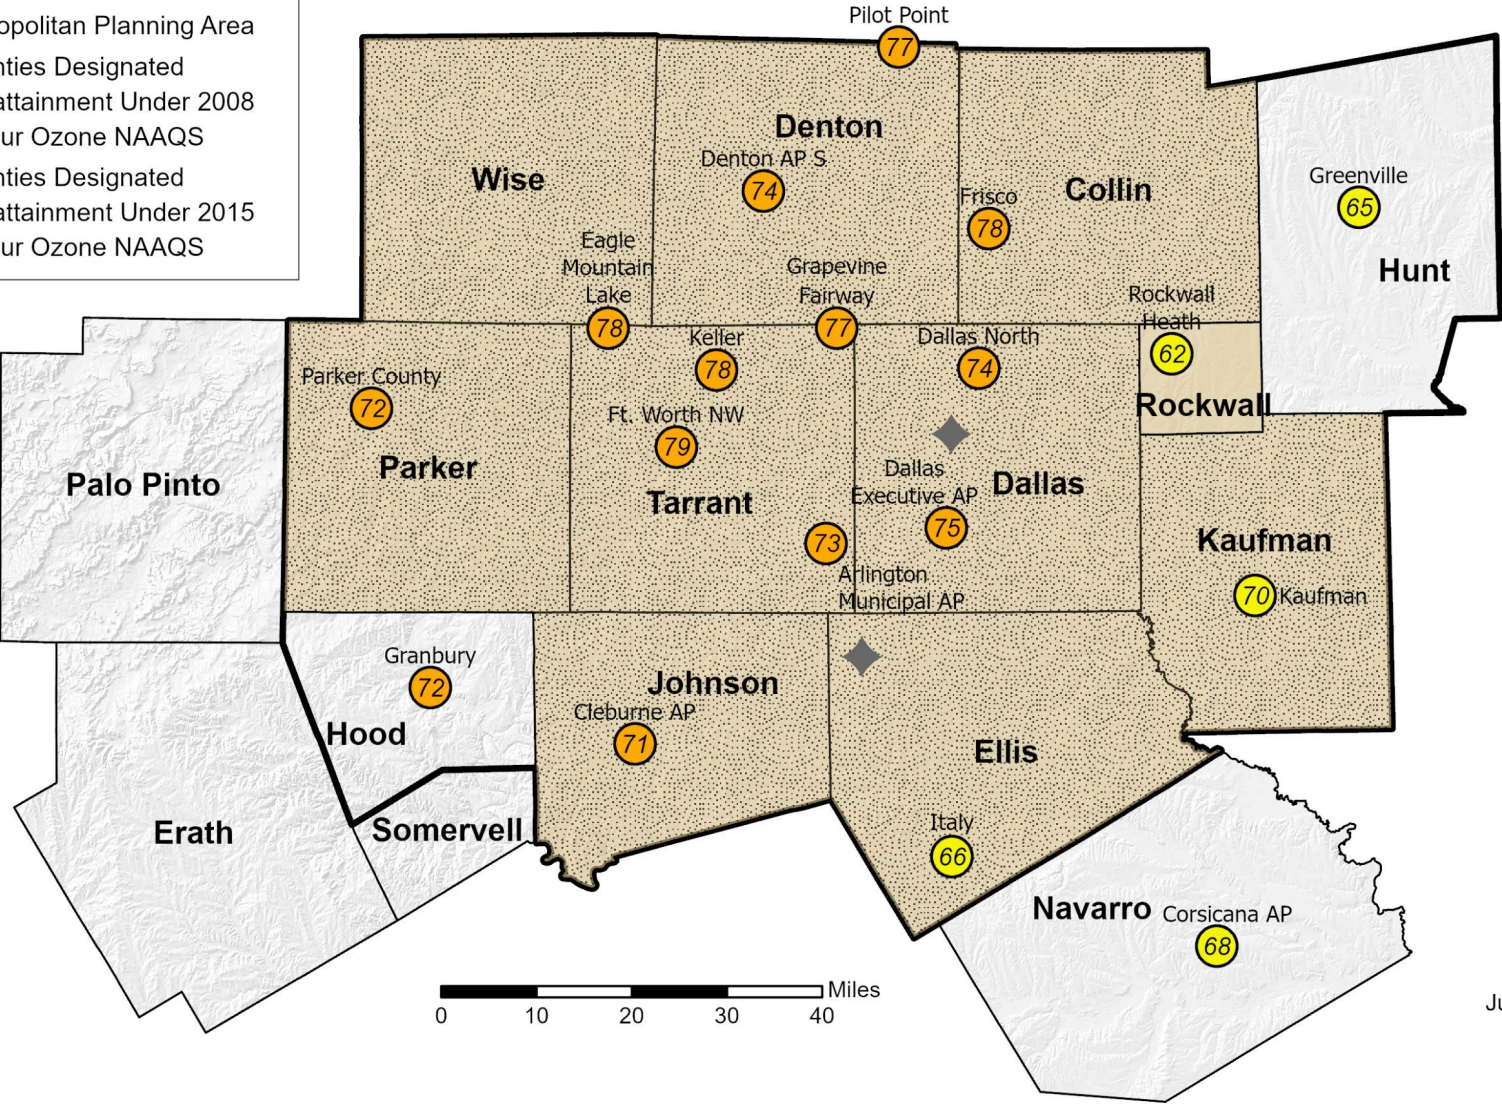 opolitan Planning Area
nties Designated
attainment Under 2008
ur Ozone NAAQS
nties Designated
attainment Under 2015
ur Ozone NAAQS
Pilot Point
77
Denton
Denton AP S
74
Wise
Collin
Frisco
78
Greenville
65
Hunt
Eagle
Mountain
Lake
78
Grapevine
Fairway
77
Rockwall
Heath
62
Rockwall
Keller
78
Dallas North
74
Parker County
72
Parker
Ft. Worth NW
79
Tarrant
Palo Pinto
Dallas
Executive AP
75
Dallas
73
Arlington
Municipal AP
Kaufman
70 Kaufman
Granbury
72
Hood
Johnson
Cleburne AP
71
Ellis
Italy
66
Erath
Somervell
Navarro
Corsicana AP
68
Miles
0 10 20 30 40
Ju